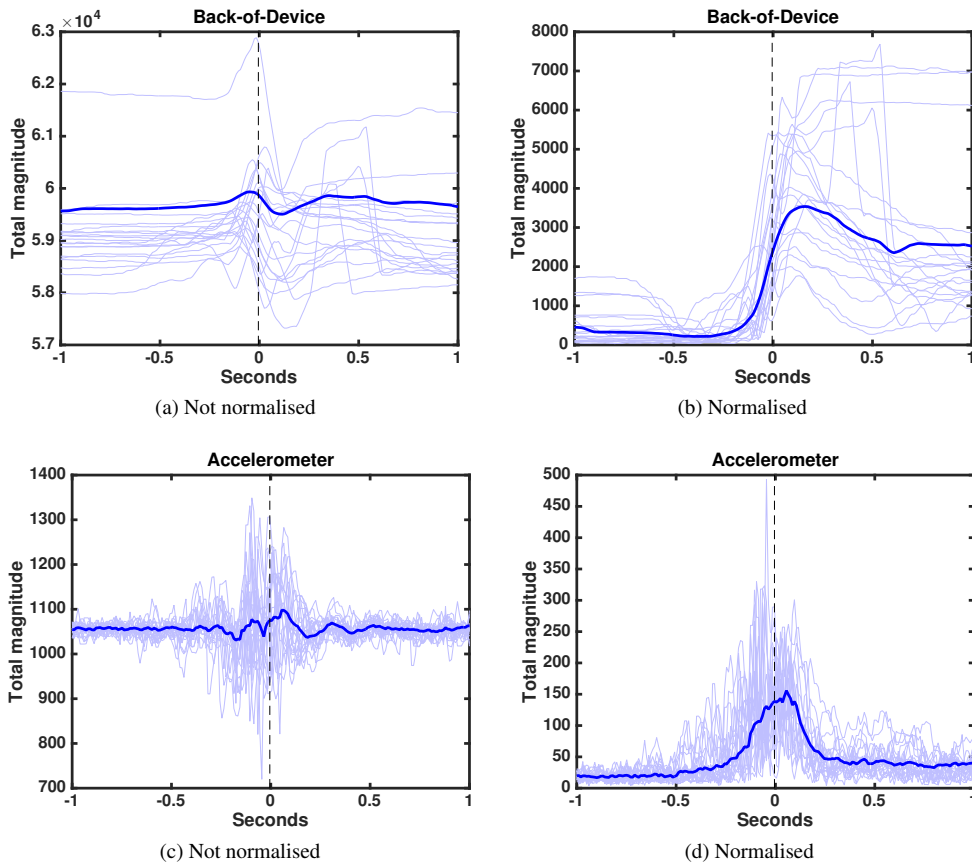 Back-of-Device
×10⁴
6.3
6.2
6.1
6
5.9
5.8
5.7
Total magnitude
-1 -0.5 0 0.5 1
Seconds
(a) Not normalised
Back-of-Device
8000
7000
6000
5000
4000
3000
2000
1000
0
Total magnitude
-1 -0.5 0 0.5 1
Seconds
(b) Normalised
Accelerometer
1400
1300
1200
1100
1000
900
800
700
Total magnitude
-1 -0.5 0 0.5 1
Seconds
(c) Not normalised
Accelerometer
500
450
400
350
300
250
200
150
100
50
0
Total magnitude
-1 -0.5 0 0.5 1
Seconds
(d) Normalised